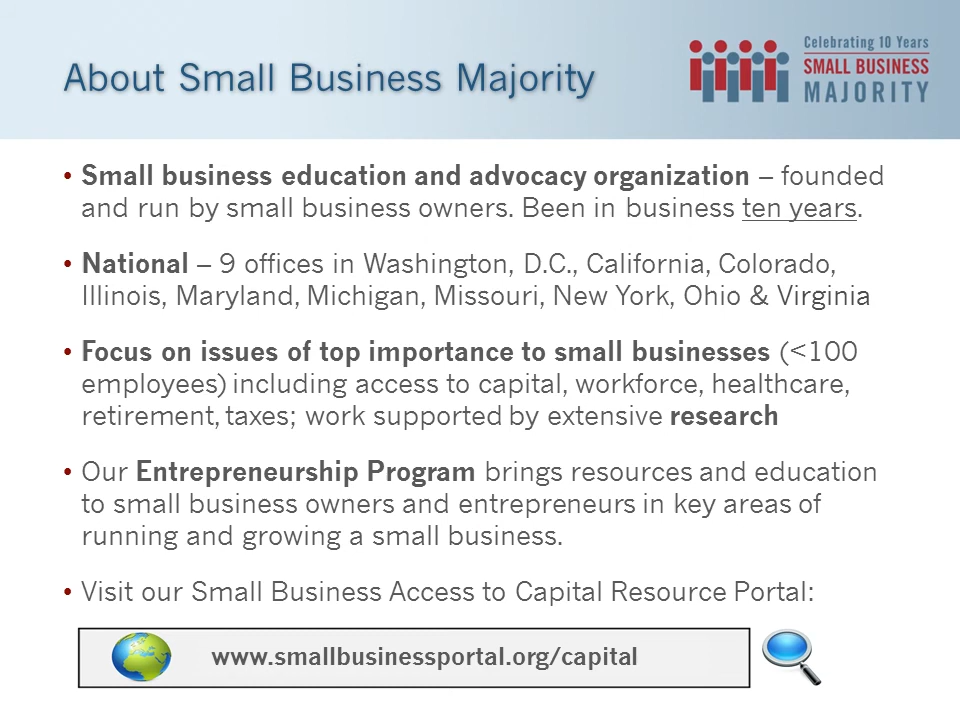 About Small Business Majority
Celebrating 10 Years
SMALL BUSINESS
MAJORITY
• Small business education and advocacy organization – founded
and run by small business owners. Been in business ten years.
• National – 9 offices in Washington, D.C., California, Colorado,
Illinois, Maryland, Michigan, Missouri, New York, Ohio & Virginia
• Focus on issues of top importance to small businesses (<100
employees) including access to capital, workforce, healthcare,
retirement, taxes; work supported by extensive research
• Our Entrepreneurship Program brings resources and education
to small business owners and entrepreneurs in key areas of
running and growing a small business.
• Visit our Small Business Access to Capital Resource Portal:
www.smallbusinessportal.org/capital